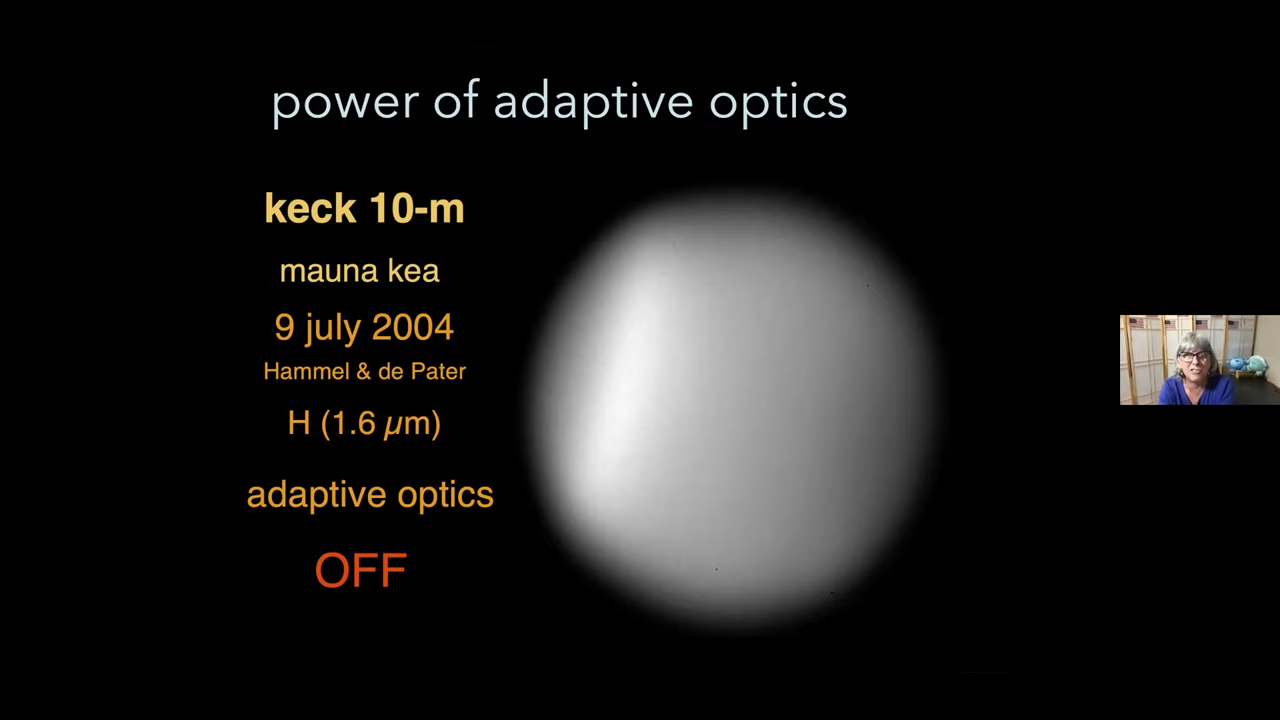 power of adaptive optics
keck 10-m
mauna kea
9 july 2004
Hammel & de Pater
H (1.6 µm)
adaptive optics
OFF